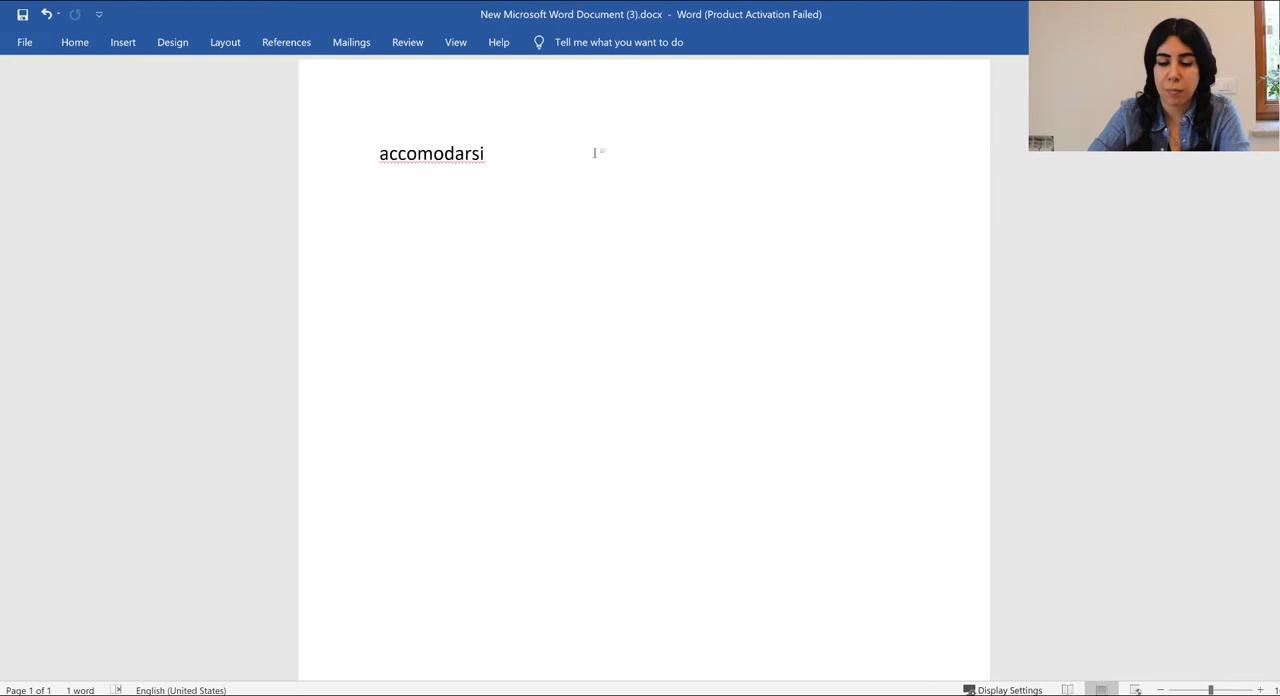 New Microsoft Word Document (3).docx - Word (Product Activation Failed)
File Home Insert Design Layout References Mailings Review View Help Tell me what you want to do
accomodarsi
Page 1 of 1 1 word English (United States) Display Settings